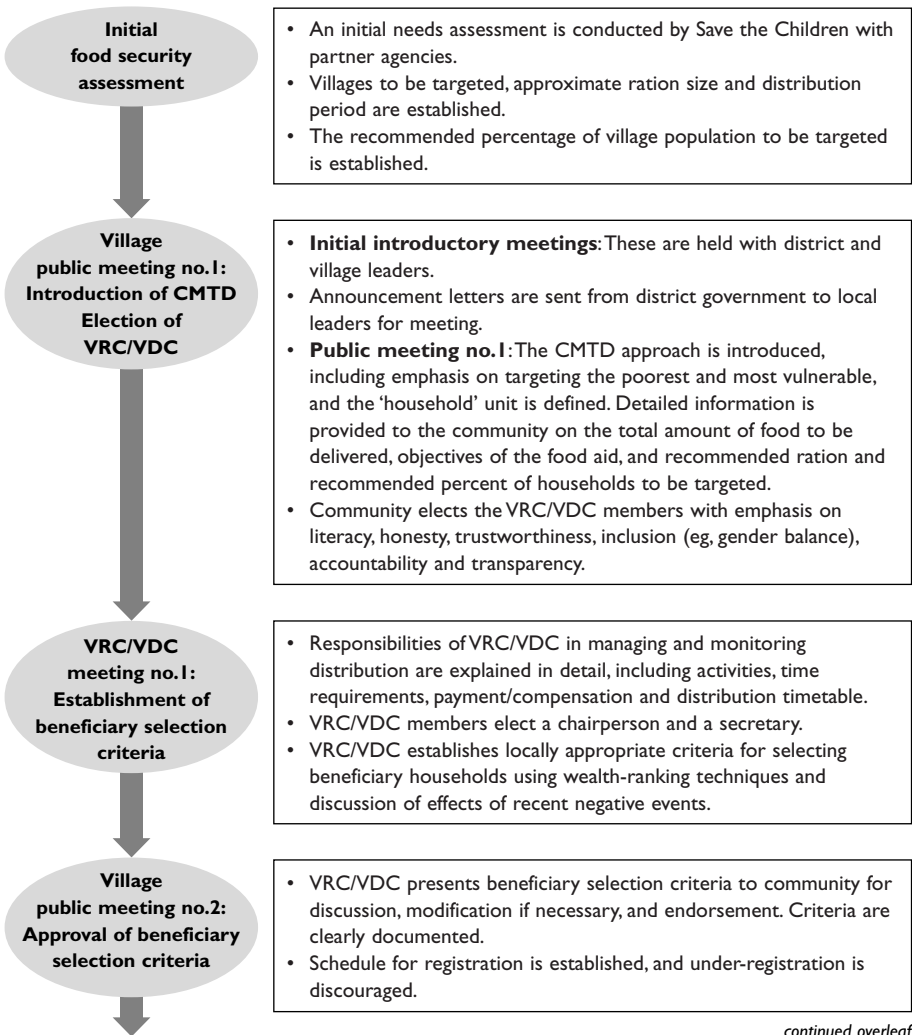 Initial
food security
assessment
• An initial needs assessment is conducted by Save the Children with
partner agencies.
• Villages to be targeted, approximate ration size and distribution
period are established.
• The recommended percentage of village population to be targeted
is established.
Village
public meeting no.1:
Introduction of CMTD
Election of
VRC/VDC
• Initial introductory meetings: These are held with district and
village leaders.
• Announcement letters are sent from district government to local
leaders for meeting.
• Public meeting no.1: The CMTD approach is introduced,
including emphasis on targeting the poorest and most vulnerable,
and the ‘household’ unit is defined. Detailed information is
provided to the community on the total amount of food to be
delivered, objectives of the food aid, and recommended ration and
recommended percent of households to be targeted.
• Community elects the VRC/VDC members with emphasis on
literacy, honesty, trustworthiness, inclusion (eg, gender balance),
accountability and transparency.
VRC/VDC
meeting no.1:
Establishment of
beneficiary selection
criteria
• Responsibilities of VRC/VDC in managing and monitoring
distribution are explained in detail, including activities, time
requirements, payment/compensation and distribution timetable.
• VRC/VDC members elect a chairperson and a secretary.
• VRC/VDC establishes locally appropriate criteria for selecting
beneficiary households using wealth-ranking techniques and
discussion of effects of recent negative events.
Village
public meeting no.2:
Approval of beneficiary
selection criteria
• VRC/VDC presents beneficiary selection criteria to community for
discussion, modification if necessary, and endorsement. Criteria are
clearly documented.
• Schedule for registration is established, and under-registration is
discouraged.
continued overleaf